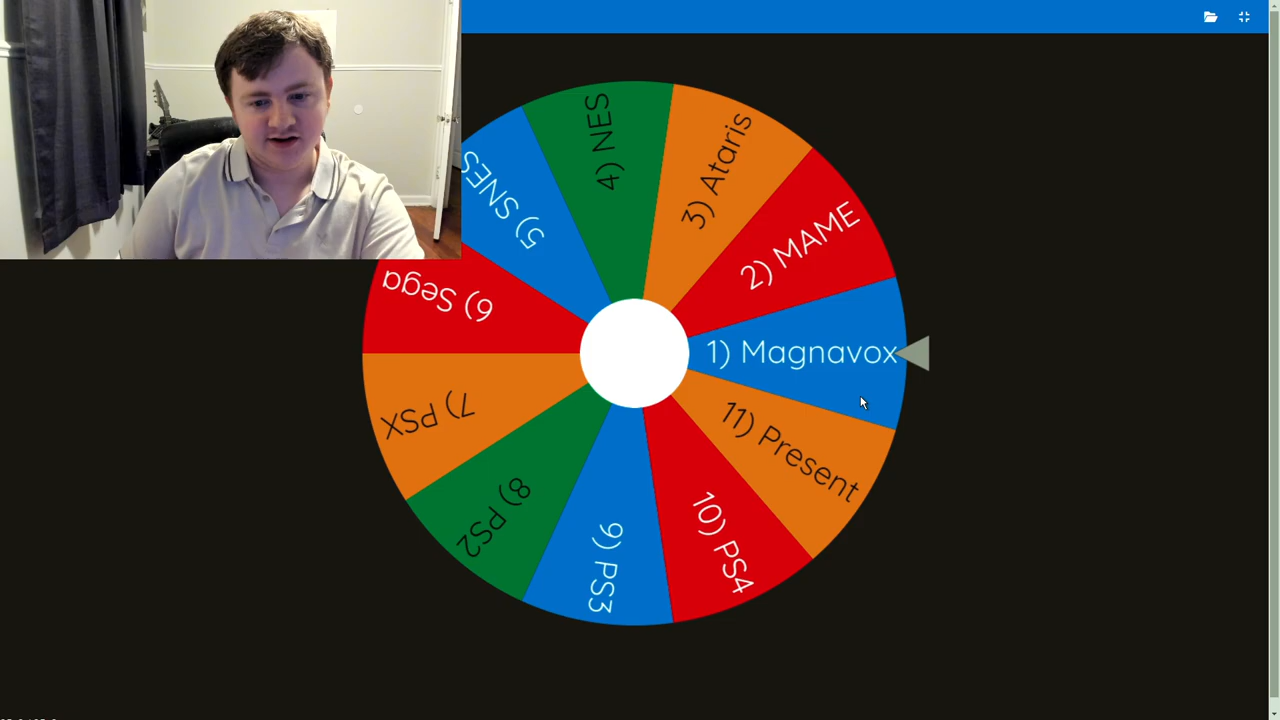 1) Magnavox
2) MAME
3) Ataris
4) NES
5) SNES
6) Sega
7) PSX
8) PS2
9) PS3
10) PS4
11) Present